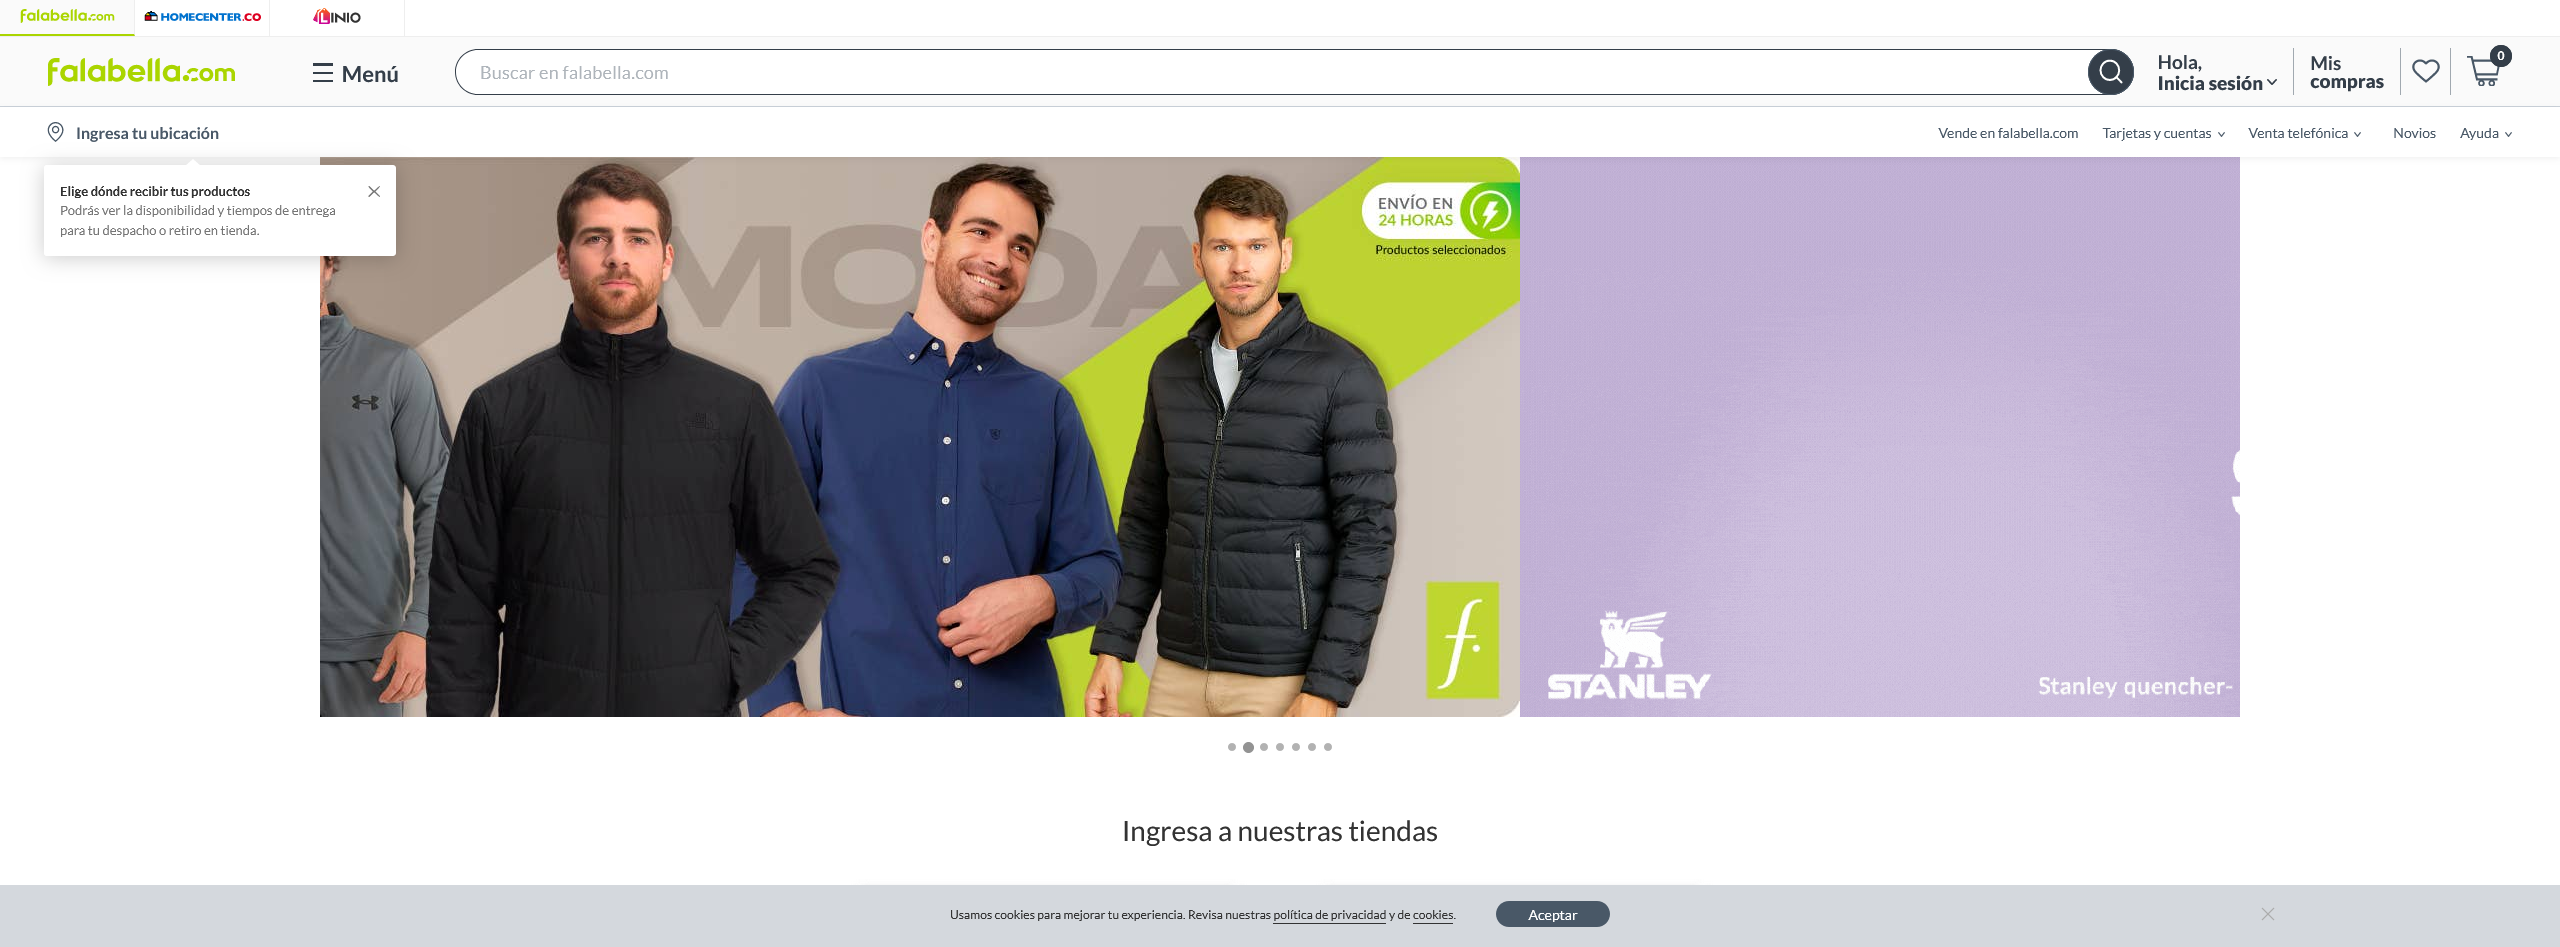 falabella.com
HOMECENTER.CO
LINIO
falabella.com
Menú
Buscar en falabella.com
Hola,
Inicia sesión
Mis
compras
0
Ingresa tu ubicación
Vende en falabella.com
Tarjetas y cuentas
Venta telefónica
Novios
Ayuda
Elige dónde recibir tus productos
Podrás ver la disponibilidad y tiempos de entrega
para tu despacho o retiro en tienda.
MODA
ENVÍO EN
24 HORAS
Productos seleccionados
f.
STANLEY
Stanley quencher-
Ingresa a nuestras tiendas
Usamos cookies para mejorar tu experiencia. Revisa nuestras política de privacidad y de cookies.
Aceptar